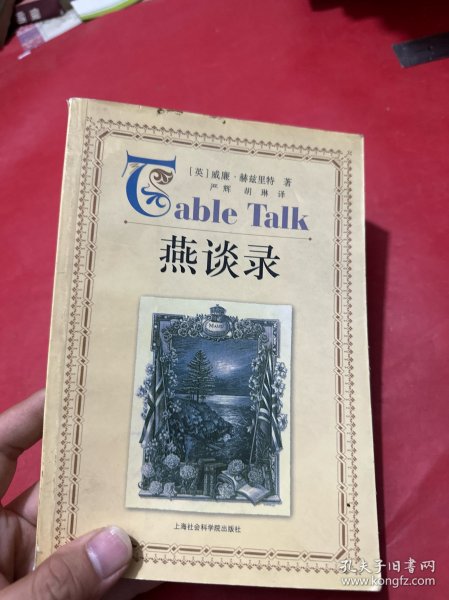 [英]威廉·赫兹里特 著
严辉 胡琳 译
Table Talk
燕谈录
上海社会科学院出版社
孔夫子旧书网
www.kongfz.com